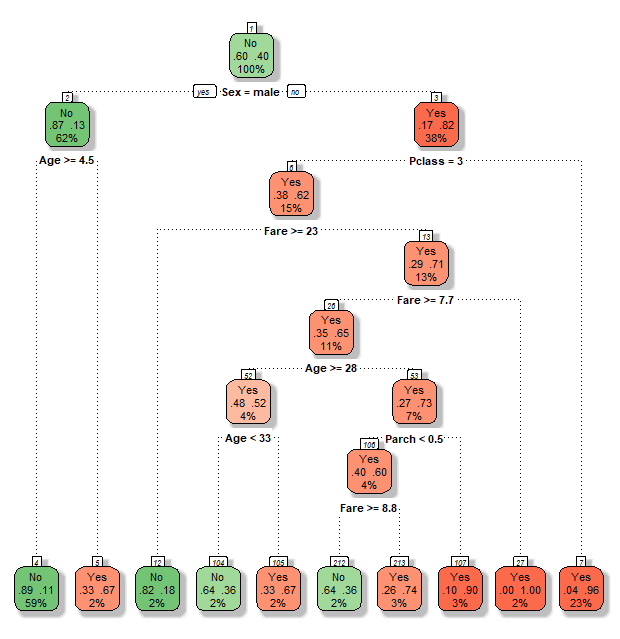 1
No
.60 .40
100%
yes Sex = male no
2
No
.87 .13
62%
3
Yes
.17 .82
38%
Age >= 4.5
Pclass = 3
6
Yes
.38 .62
15%
Fare >= 23
13
Yes
.29 .71
13%
Fare >= 7.7
26
Yes
.35 .65
11%
Age >= 28
52
Yes
.48 .52
4%
53
Yes
.27 .73
7%
Age < 33
Parch < 0.5
106
Yes
.40 .60
4%
Fare >= 8.8
4
No
.89 .11
59%
5
Yes
.33 .67
2%
12
No
.82 .18
2%
104
No
.64 .36
2%
105
Yes
.33 .67
2%
212
No
.64 .36
2%
213
Yes
.26 .74
3%
107
Yes
.10 .90
3%
27
Yes
.00 1.00
2%
7
Yes
.04 .96
23%